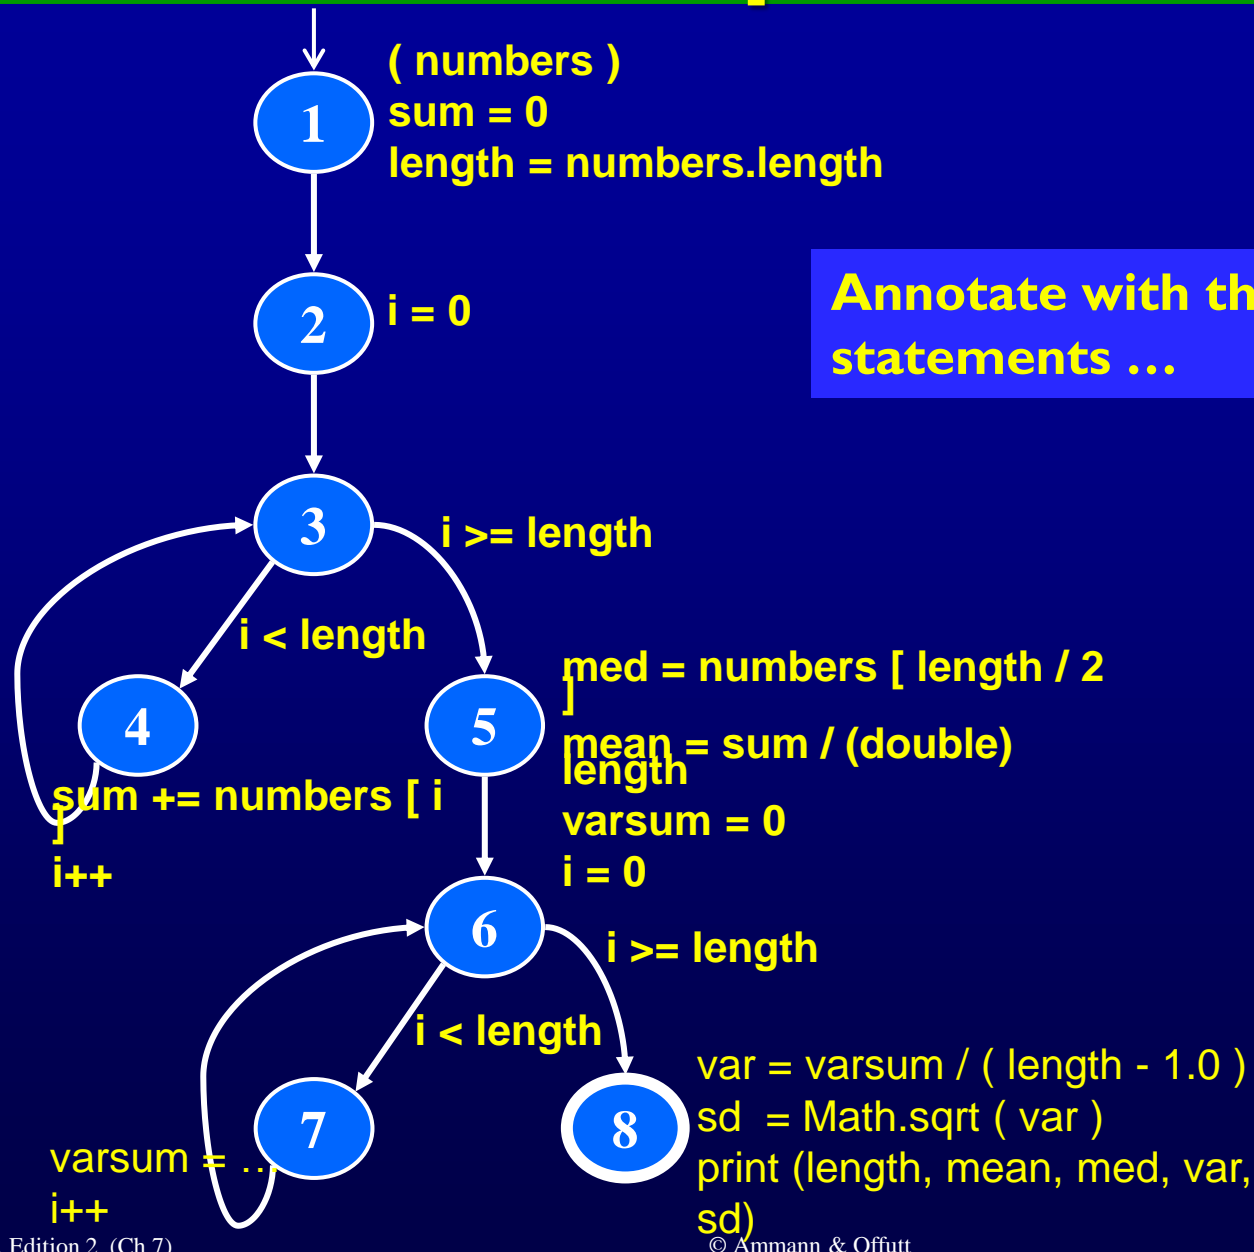 ( numbers )
sum = 0
length = numbers.length
1
i = 0
2
Annotate with th
statements …
3
i >= length
i < length
med = numbers [ length / 2
]
4
5
mean = sum / (double)
length
sum += numbers [ i
]
varsum = 0
i++
i = 0
6
i >= length
i < length
var = varsum / ( length - 1.0 )
7
8
sd = Math.sqrt ( var )
varsum = …
print (length, mean, med, var,
i++
sd)
Edition 2 (Ch 7)
© Ammann & Offutt